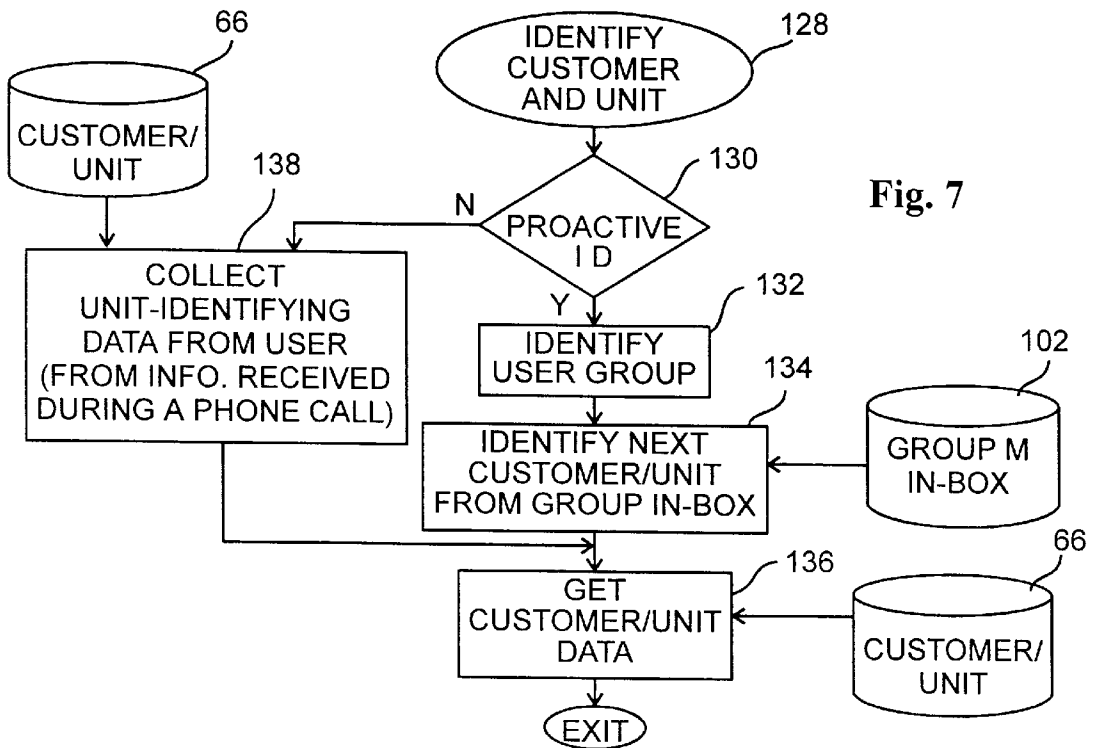 66
CUSTOMER/
UNIT
IDENTIFY
CUSTOMER
AND UNIT
128
130
PROACTIVE
I D
N
Y
Fig. 7
138
COLLECT
UNIT-IDENTIFYING
DATA FROM USER
(FROM INFO. RECEIVED
DURING A PHONE CALL)
132
IDENTIFY
USER GROUP
134
IDENTIFY NEXT
CUSTOMER/UNIT
FROM GROUP IN-BOX
102
GROUP M
IN-BOX
136
GET
CUSTOMER/UNIT
DATA
66
CUSTOMER/
UNIT
EXIT